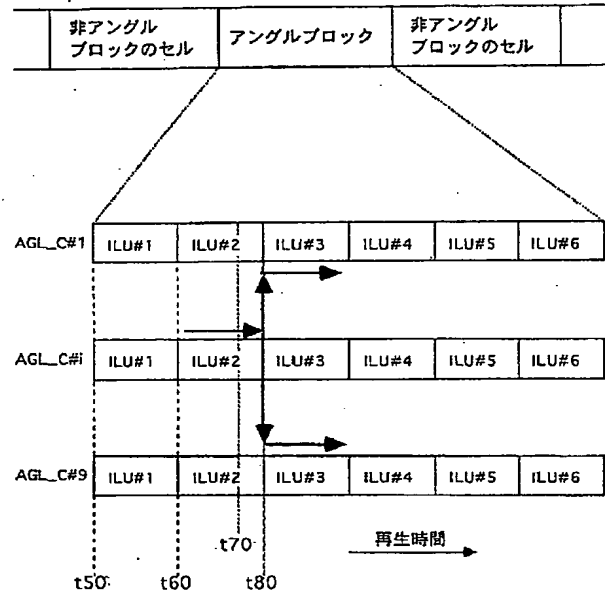 非アングル
ブロックのセル
アングルブロック
非アングル
ブロックのセル
AGL_C#1
ILU#1
ILU#2
ILU#3
ILU#4
ILU#5
ILU#6
AGL_C#i
ILU#1
ILU#2
ILU#3
ILU#4
ILU#5
ILU#6
AGL_C#9
ILU#1
ILU#2
ILU#3
ILU#4
ILU#5
ILU#6
t70
再生時間
t50
t60
t80